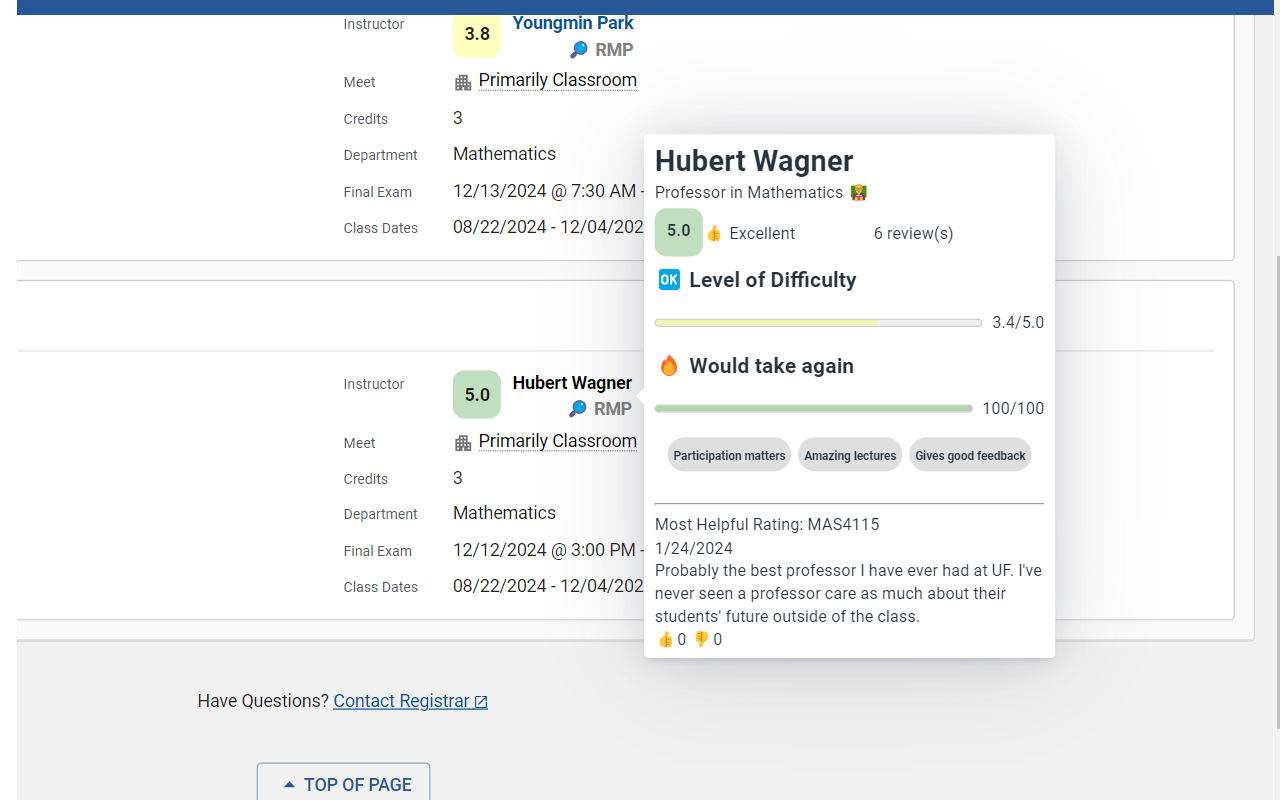 Instructor
3.8
Youngmin Park
RMP
Meet
Primarily Classroom
Credits
3
Department
Mathematics
Final Exam
12/13/2024 @ 7:30 AM -
Class Dates
08/22/2024 - 12/04/202
Instructor
5.0
Hubert Wagner
RMP
Meet
Primarily Classroom
Credits
3
Department
Mathematics
Final Exam
12/12/2024 @ 3:00 PM -
Class Dates
08/22/2024 - 12/04/202
Hubert Wagner
Professor in Mathematics
5.0
👍 Excellent
6 review(s)
🆗 Level of Difficulty
3.4/5.0
🔥 Would take again
100/100
Participation matters
Amazing lectures
Gives good feedback
Most Helpful Rating: MAS4115
1/24/2024
Probably the best professor I have ever had at UF. I've
never seen a professor care as much about their
students' future outside of the class.
👍 0 👎 0
Have Questions? Contact Registrar
TOP OF PAGE